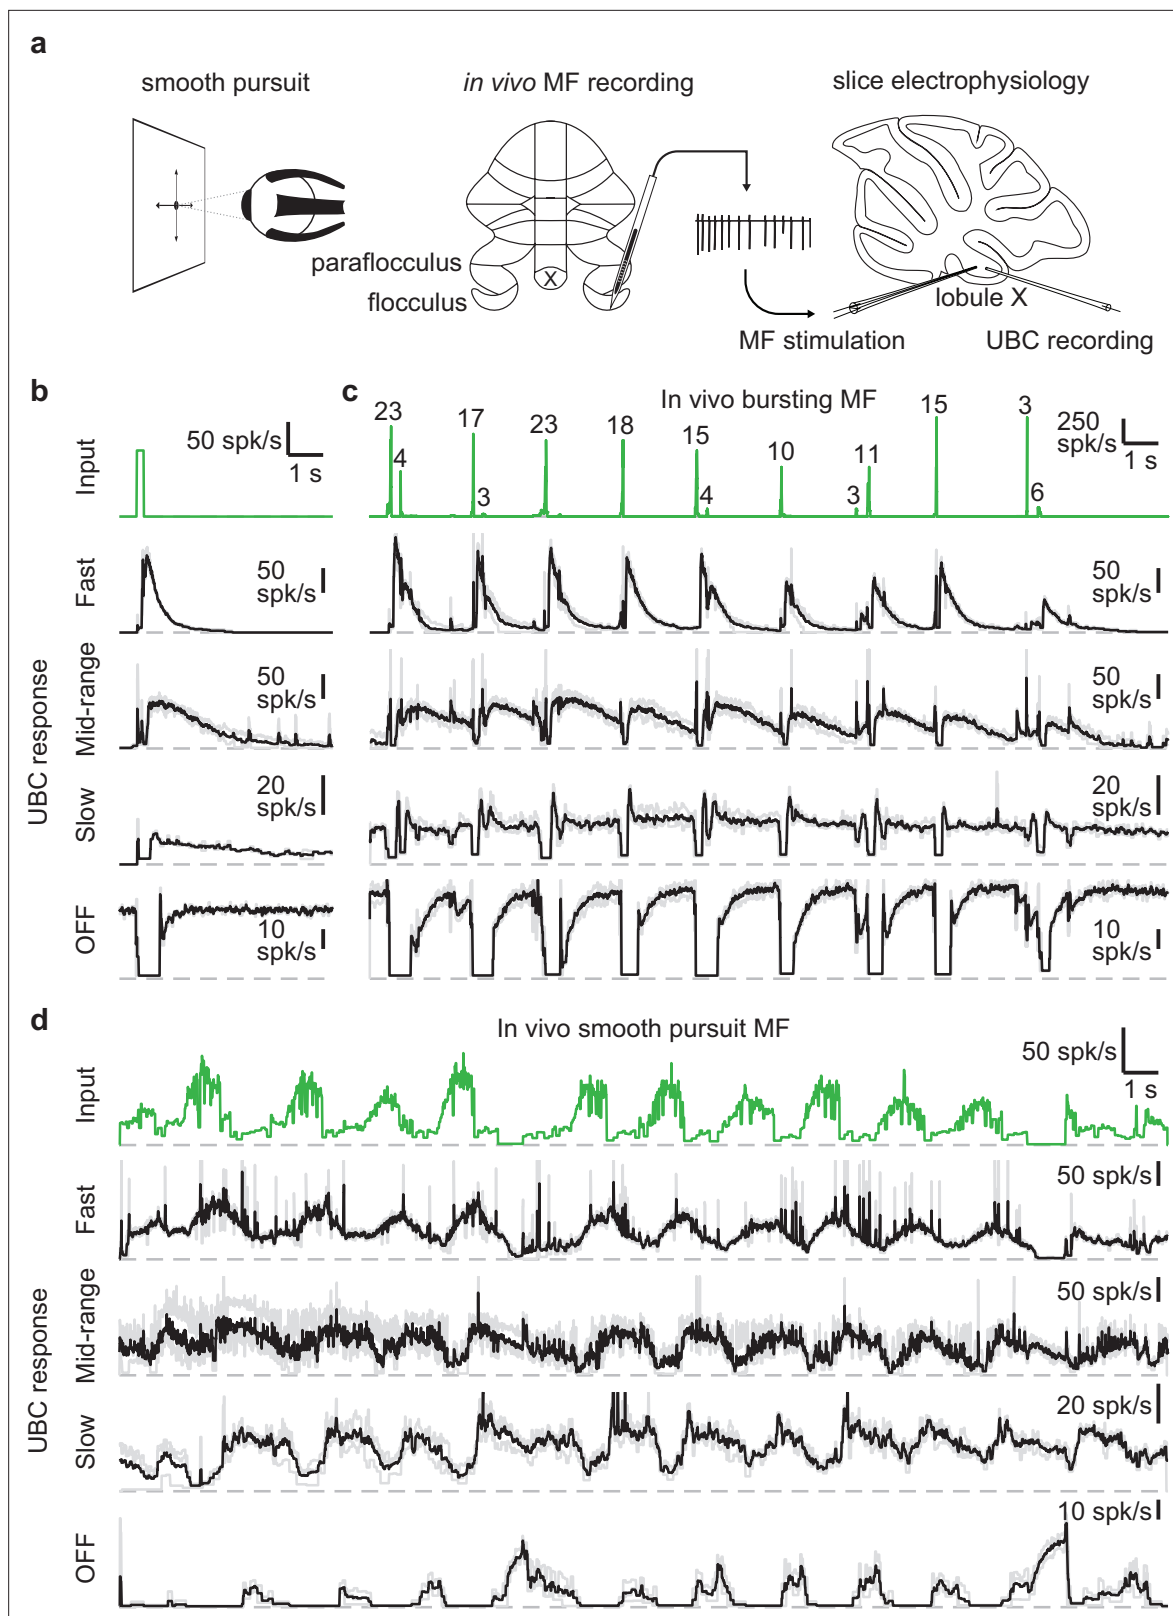 a
smooth pursuit
in vivo MF recording
slice electrophysiology
paraflocculus
flocculus
X
lobule X
MF stimulation
UBC recording
b
c
In vivo bursting MF
Input
50 spk/s
1 s
23
4
17
3
23
18
15
4
10
3
11
15
3
6
250
spk/s
1 s
UBC response
Fast
50
spk/s
50
spk/s
Mid-range
50
spk/s
50
spk/s
Slow
20
spk/s
20
spk/s
OFF
10
spk/s
10
spk/s
d
In vivo smooth pursuit MF
Input
50 spk/s
1 s
UBC response
Fast
50 spk/s
Mid-range
50 spk/s
Slow
20 spk/s
OFF
10 spk/s